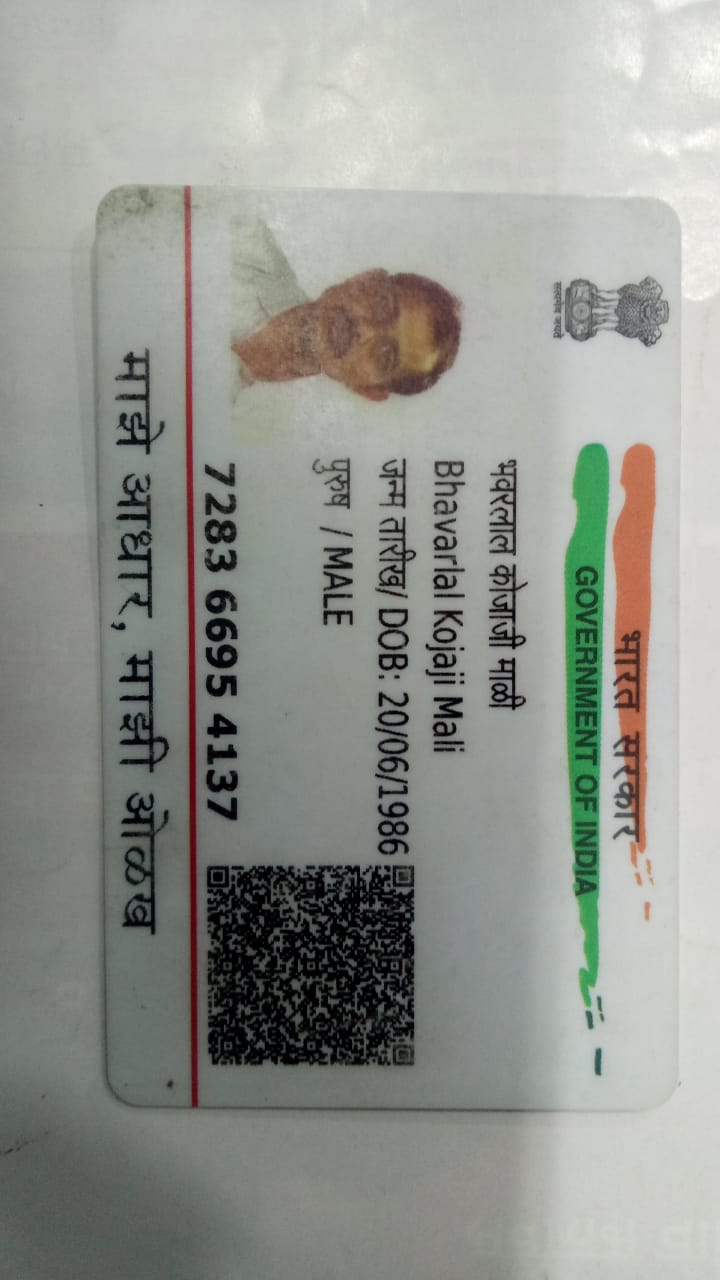 भारत सरकार
GOVERNMENT OF INDIA
सत्यमेव जयते
भवरलाल कोजाजी माळी
Bhavarlal Kojaji Mali
जन्म तारीख/ DOB: 20/06/1986
पुरुष / MALE
7283 6695 4137
माझे आधार, माझी ओळख